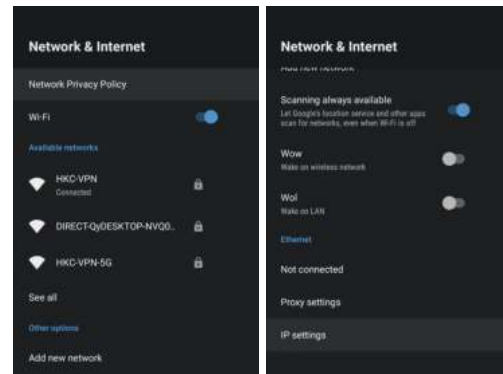 Network & Internet
Network Privacy Policy
Wi-Fi
Available networks
HKC-VPN
Connected
DIRECT-QyDESKTOP-NVQ0..
HKC-VPN-5G
See all
Other options
Add new network
Network & Internet
Add new network
Scanning always available
Let Google's location service and other apps
scan for networks, even when Wi-Fi is off
Wow
Wake on wireless network
Wol
Wake on LAN
Ethernet
Not connected
Proxy settings
IP settings